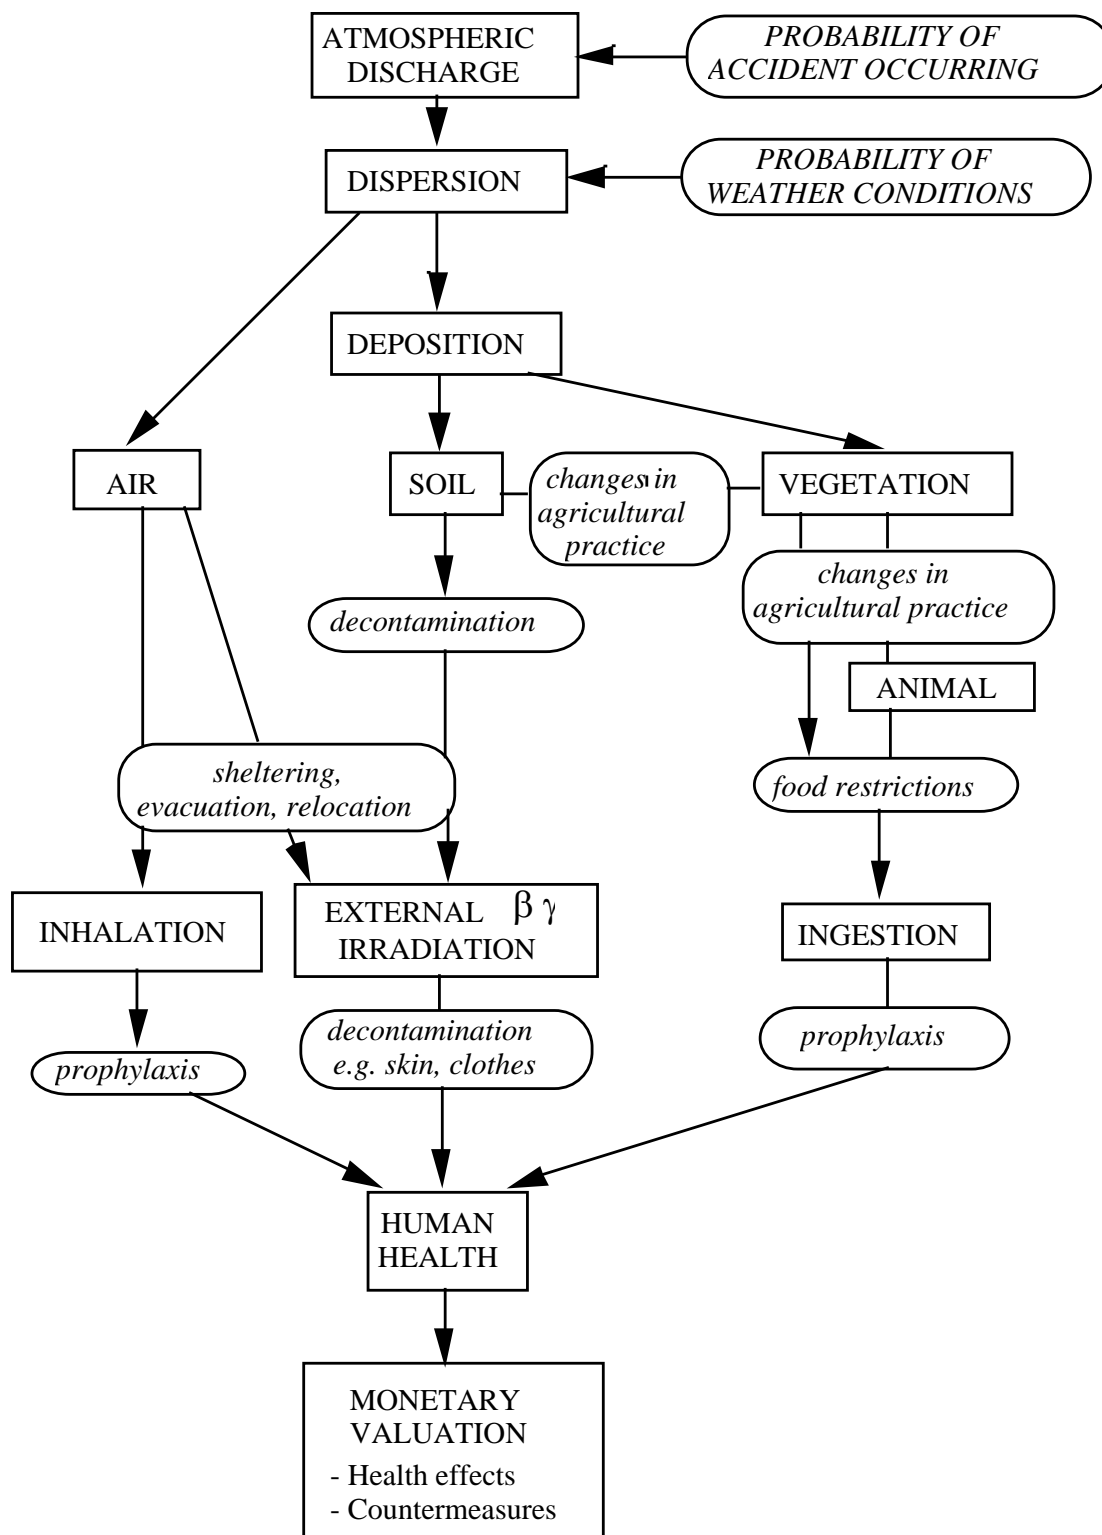 ATMOSPHERIC
DISCHARGE
PROBABILITY OF
ACCIDENT OCCURRING
DISPERSION
PROBABILITY OF
WEATHER CONDITIONS
DEPOSITION
AIR
SOIL
changes in
agricultural
practice
VEGETATION
changes in
agricultural practice
decontamination
ANIMAL
sheltering,
evacuation, relocation
food restrictions
INHALATION
EXTERNAL β γ
IRRADIATION
INGESTION
prophylaxis
decontamination
e.g. skin, clothes
prophylaxis
HUMAN
HEALTH
MONETARY
VALUATION
- Health effects
- Countermeasures